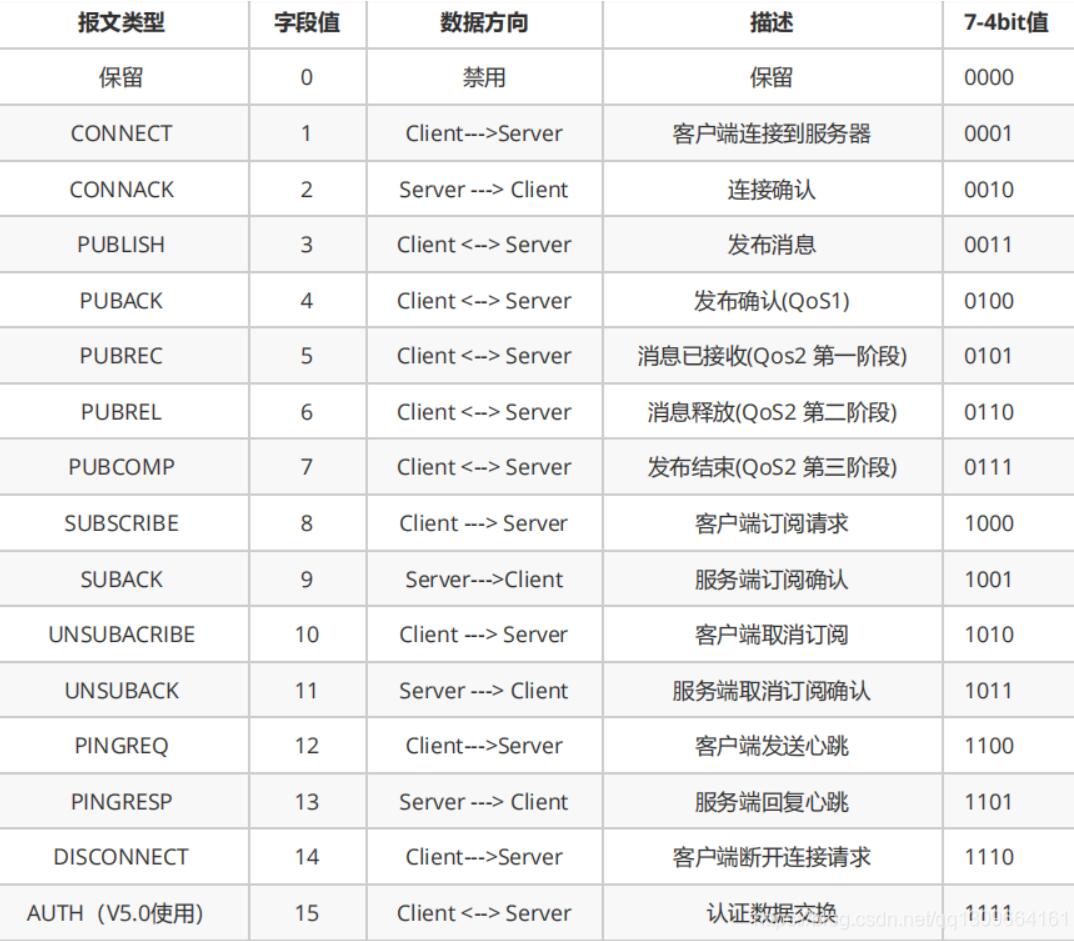 报文类型 字段值 数据方向 描述 7-4bit值
保留 0 禁用 保留 0000
CONNECT 1 Client--->Server 客户端连接到服务器 0001
CONNACK 2 Server ---> Client 连接确认 0010
PUBLISH 3 Client <--> Server 发布消息 0011
PUBACK 4 Client <--> Server 发布确认(QoS1) 0100
PUBREC 5 Client <--> Server 消息已接收(Qos2 第一阶段) 0101
PUBREL 6 Client <--> Server 消息释放(QoS2 第二阶段) 0110
PUBCOMP 7 Client <--> Server 发布结束(QoS2 第三阶段) 0111
SUBSCRIBE 8 Client ---> Server 客户端订阅请求 1000
SUBACK 9 Server--->Client 服务端订阅确认 1001
UNSUBACRIBE 10 Client ---> Server 客户端取消订阅 1010
UNSUBACK 11 Server ---> Client 服务端取消订阅确认 1011
PINGREQ 12 Client--->Server 客户端发送心跳 1100
PINGRESP 13 Server ---> Client 服务端回复心跳 1101
DISCONNECT 14 Client--->Server 客户端断开连接请求 1110
AUTH（V5.0使用) 15 Client <--> Server 认证数据交换 1111